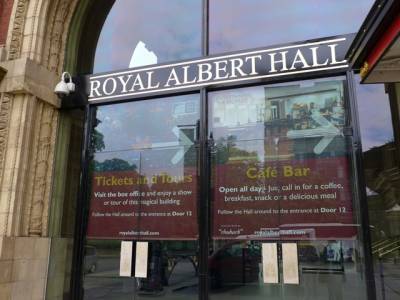 ROYAL ALBERT HALL
Tickets and Tours
Visit the box office and enjoy a show
or tour of this magical building
Follow the Hall around to the entrance at Door 12
royalalberthall.com
Café Bar
Open all day. Just call in for a coffee,
breakfast, snack or a delicious meal
Follow the Hall around to the entrance at Door 12
"rhubarb"
royalalberthall.com